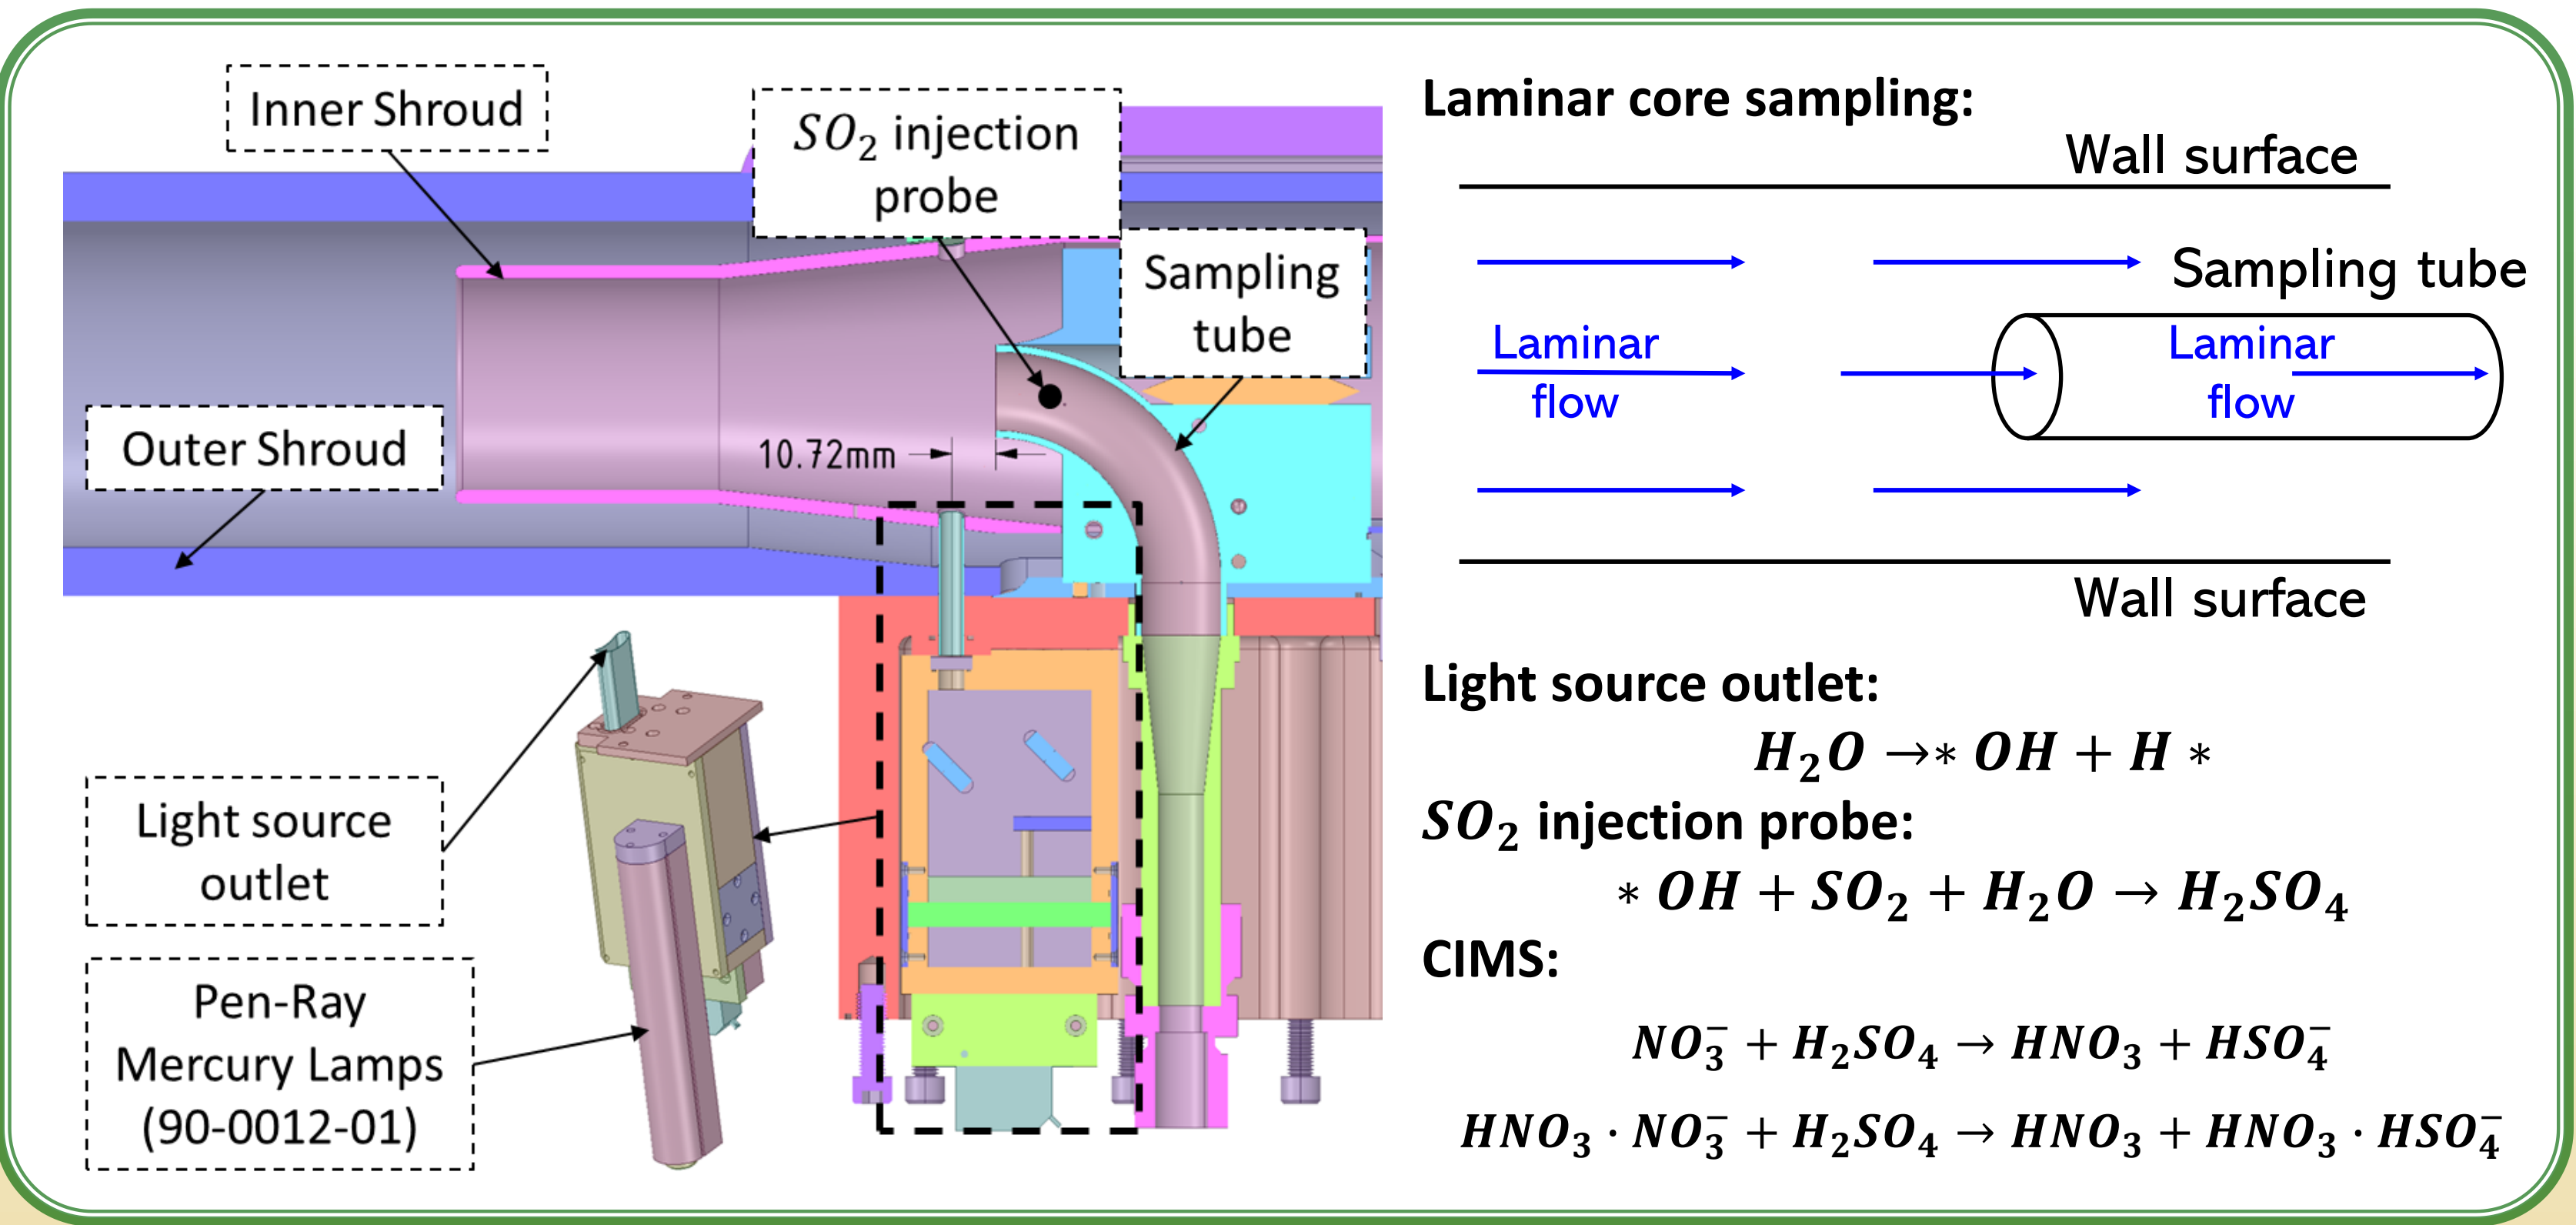 Inner Shroud
SO₂ injection
probe
Sampling
tube
Outer Shroud
10.72mm
Light source
outlet
Pen-Ray
Mercury Lamps
(90-0012-01)
Laminar core sampling:
Wall surface
Sampling tube
Laminar
flow
Laminar
flow
Wall surface
Light source outlet:
H₂O →* OH + H *
SO₂ injection probe:
* OH + SO₂ + H₂O → H₂SO₄
CIMS:
NO₃⁻ + H₂SO₄ → HNO₃ + HSO₄⁻
HNO₃ · NO₃⁻ + H₂SO₄ → HNO₃ + HNO₃ · HSO₄⁻